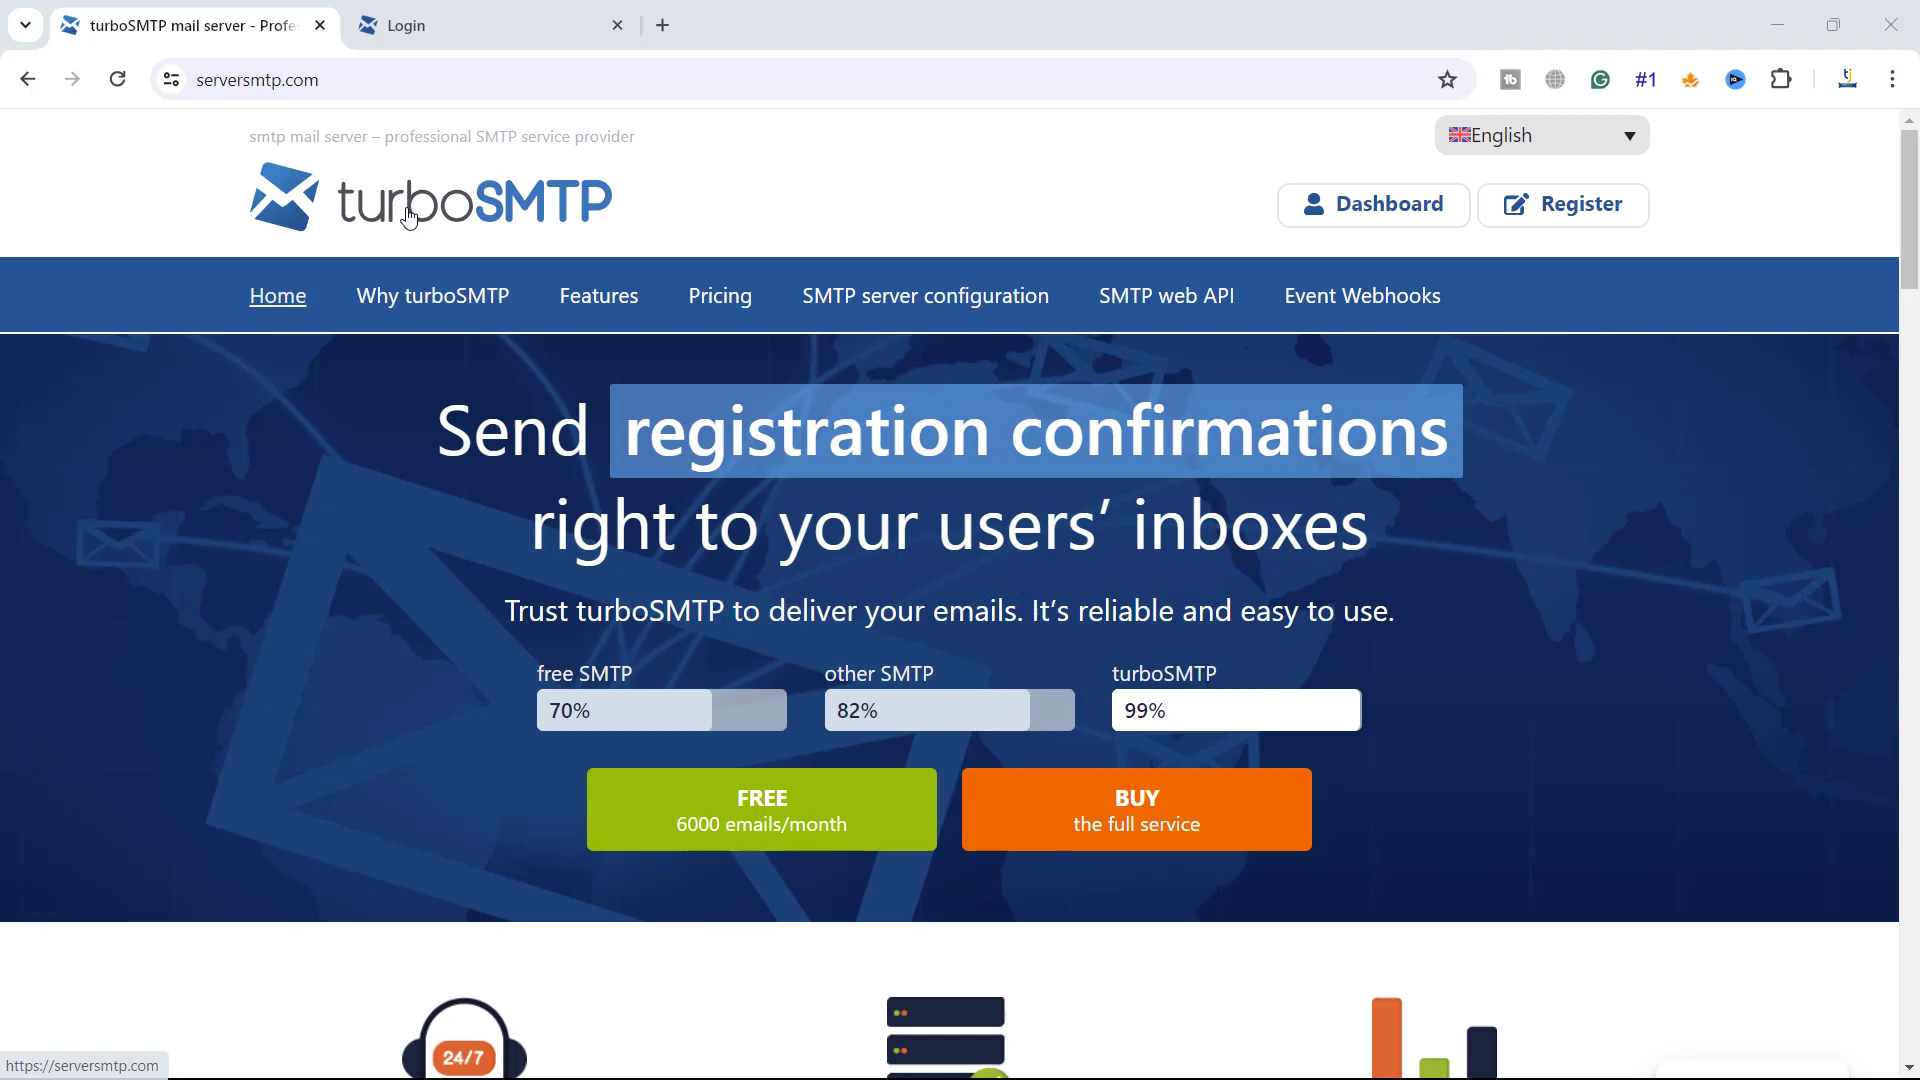 turboSMTP mail server - Profe
Login
serversmtp.com
#1
smtp mail server – professional SMTP service provider
English
turboSMTP
Dashboard
Register
Home
Why turboSMTP
Features
Pricing
SMTP server configuration
SMTP web API
Event Webhooks
Send registration confirmations
right to your users’ inboxes
Trust turboSMTP to deliver your emails. It’s reliable and easy to use.
free SMTP
other SMTP
turboSMTP
70%
82%
99%
FREE
6000 emails/month
BUY
the full service
24/7
https://serversmtp.com